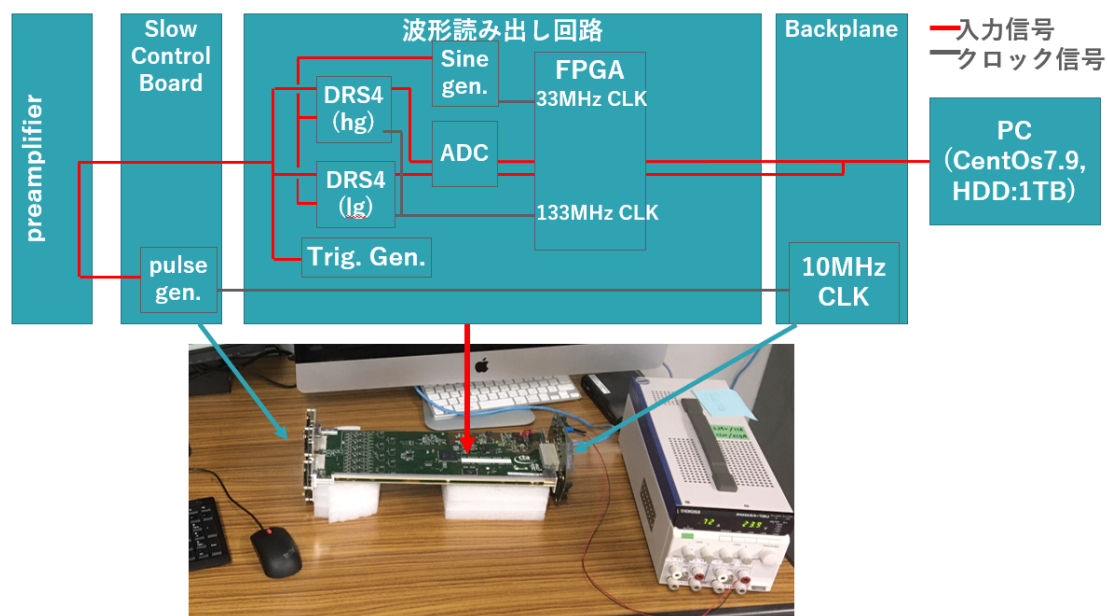 preamplifier
Slow
Control
Board
pulse
gen.
波形読み出し回路
Sine
gen.
FPGA
33MHz CLK
DRS4
(hg)
ADC
DRS4
(lg)
133MHz CLK
Trig. Gen.
Backplane
10MHz
CLK
入力信号
クロック信号
PC
(CentOs7.9,
HDD:1TB)
cta